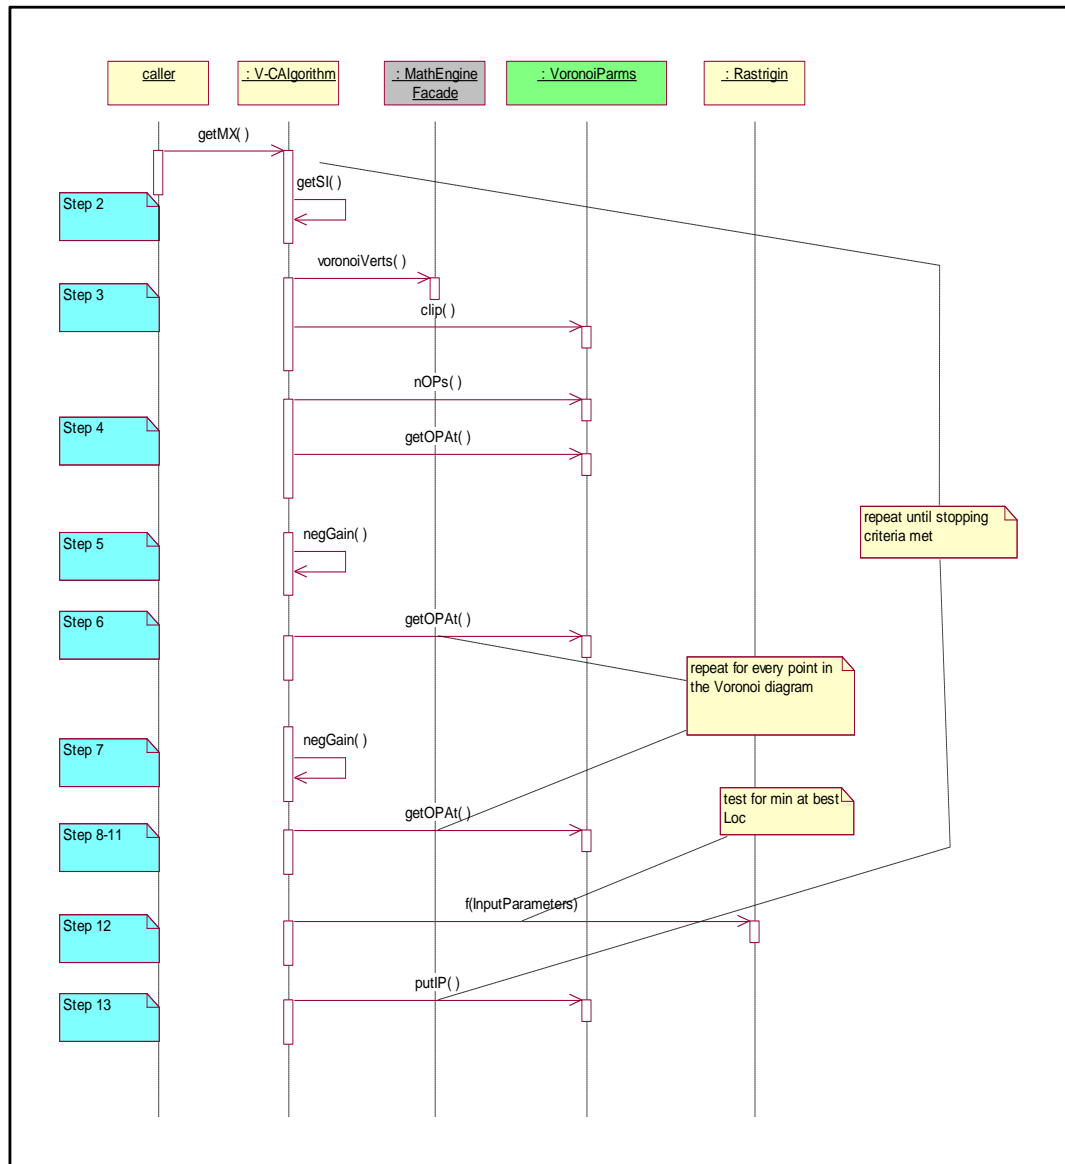 caller
: V-CAlgorithm
: MathEngine
Facade
: VoronoiParms
: Rastrigin
getMX( )
getSI( )
Step 2
voronoiVerts( )
Step 3
clip( )
nOPs( )
Step 4
getOPAt( )
repeat until stopping
criteria met
negGain( )
Step 5
Step 6
getOPAt( )
repeat for every point in
the Voronoi diagram
negGain( )
Step 7
test for min at best
Loc
getOPAt( )
Step 8-11
f(InputParameters)
Step 12
putIP( )
Step 13